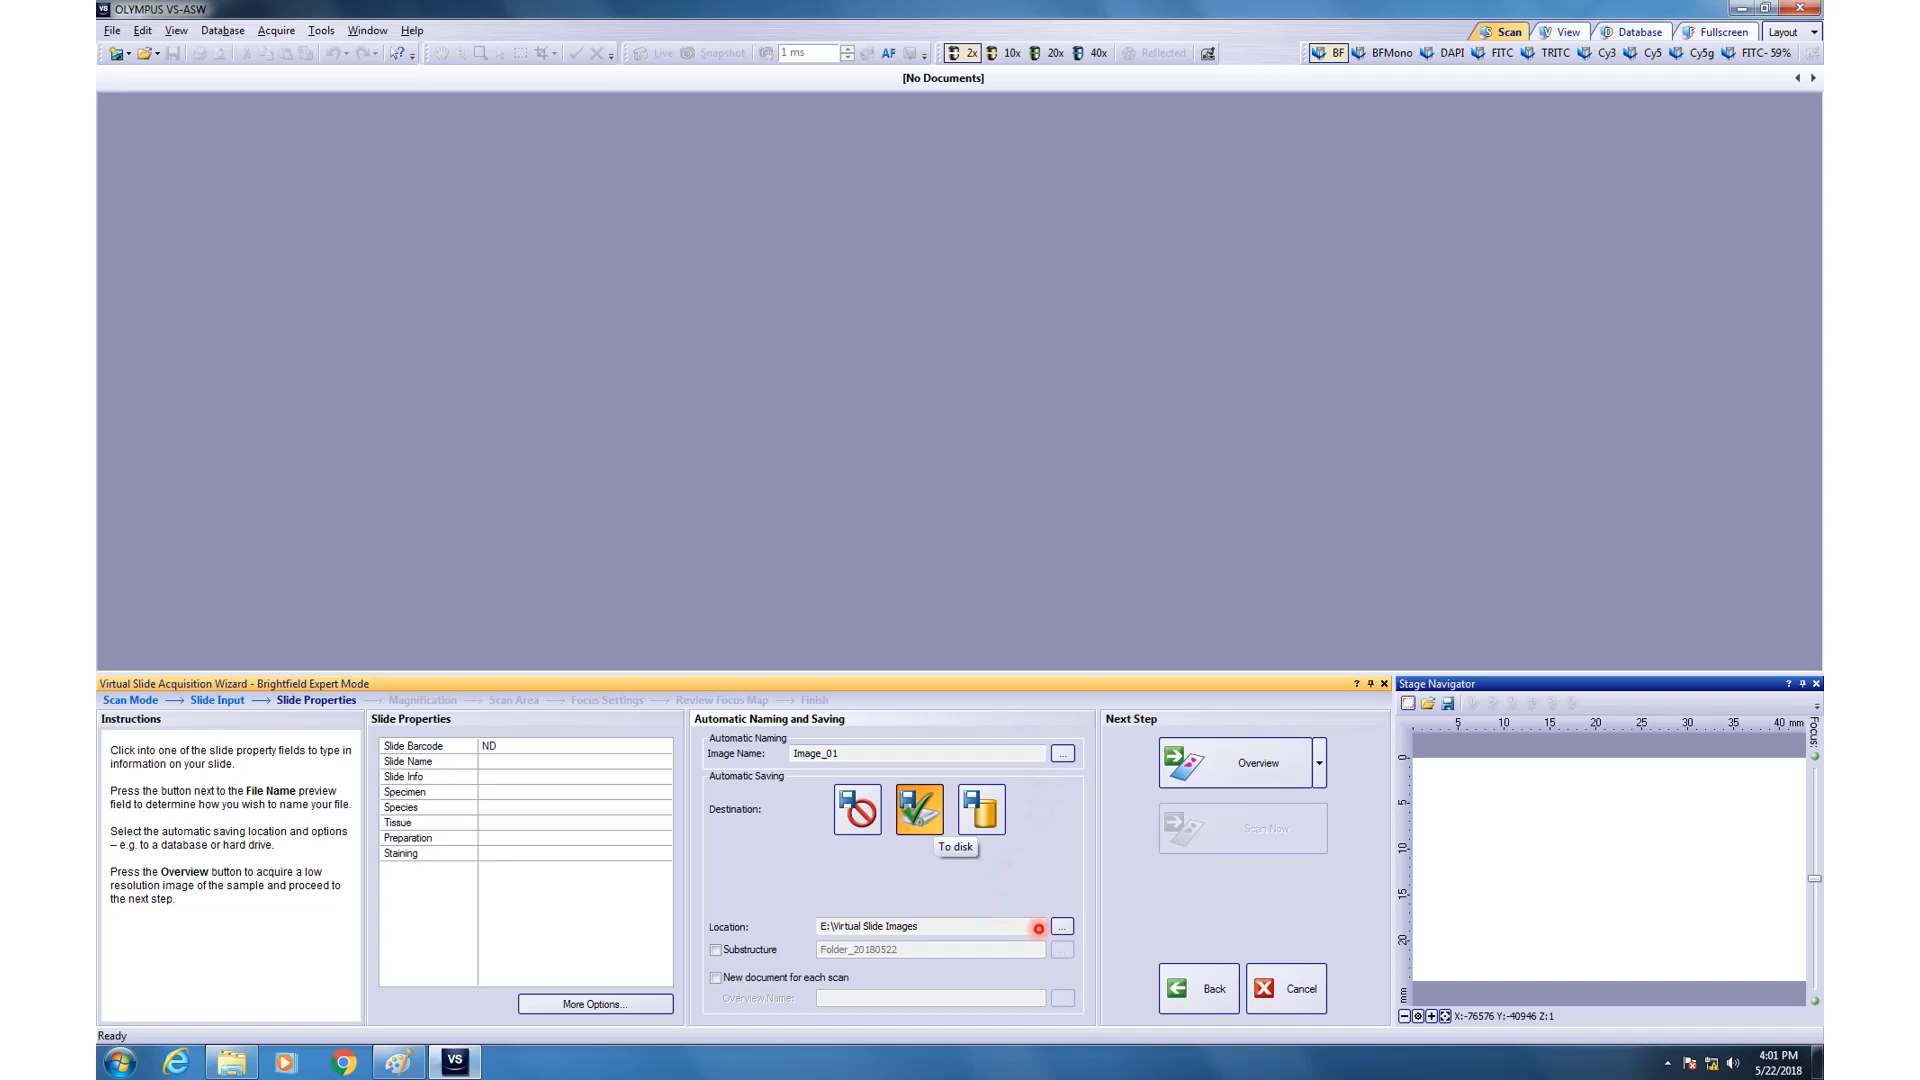 VS OLYMPUS VS-ASW
File Edit View Database Acquire Tools Window Help
Scan View Database Fullscreen Layout
Live Snapshot 1 ms AF 2x 10x 20x 40x Reflected BF BFMono DAPI FITC TRITC Cy3 Cy5 Cy5g FITC- 59%
[No Documents]
Virtual Slide Acquisition Wizard - Brightfield Expert Mode
Scan Mode Slide Input Slide Properties Magnification Scan Area Focus Settings Review Focus Map Finish
Instructions
Click into one of the slide property fields to type in
information on your slide.
Press the button next to the File Name preview
field to determine how you wish to name your file.
Select the automatic saving location and options
– e.g. to a database or hard drive.
Press the Overview button to acquire a low
resolution image of the sample and proceed to
the next step.
Slide Properties
Slide Barcode ND
Slide Name
Slide Info
Specimen
Species
Tissue
Preparation
Staining
More Options...
Automatic Naming and Saving
Automatic Naming
Image Name: Image_01 ...
Automatic Saving
Destination:
To disk
Location: E:\Virtual Slide Images ...
Substructure Folder_20180522 ...
New document for each scan
Overview Name: ...
Next Step
Overview
Scan Now
Back Cancel
Stage Navigator
5 10 15 20 25 30 35 40 mm
0
5
10
15
20
mm
Focus:
X:-76576 Y:-40946 Z:1
Ready
VS
4:01 PM
5/22/2018